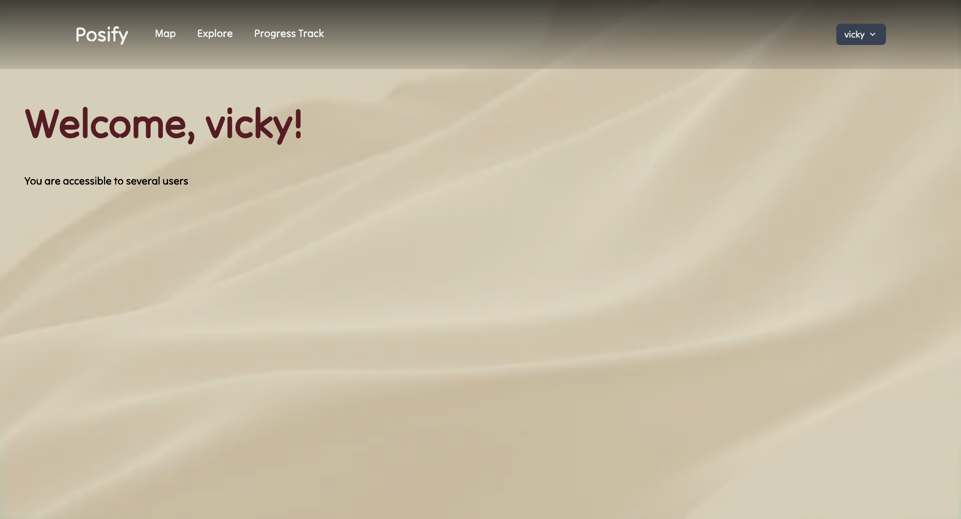 Posify Map Explore Progress Track vicky
Welcome, vicky!
You are accessible to several users